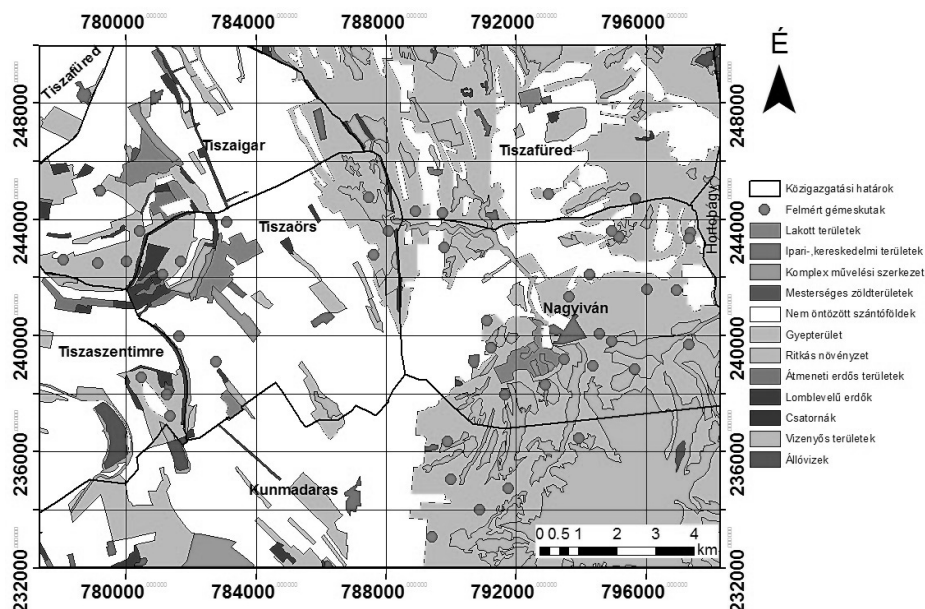 780000 784000 788000 792000 796000
É
248000
244000
240000
236000
232000
Tiszafüred
Tiszaigar
Tiszafüred
Tiszaörs
Hortobágy
Nagyiván
Tiszaszentimre
Kunmadaras
248000
244000
240000
236000
232000
0 0.5 1 2 3 4
km
780000 784000 788000 792000 796000
Közigazgatási határok
Felmért gémeskutak
Lakott területek
Ipari-,kereskedelmi területek
Komplex művelési szerkezet
Mesterséges zöldterületek
Nem öntözött szántóföldek
Gyepterület
Ritkás növényzet
Átmeneti erdős területek
Lomblevelű erdők
Csatornák
Vizenyős területek
Állóvizek